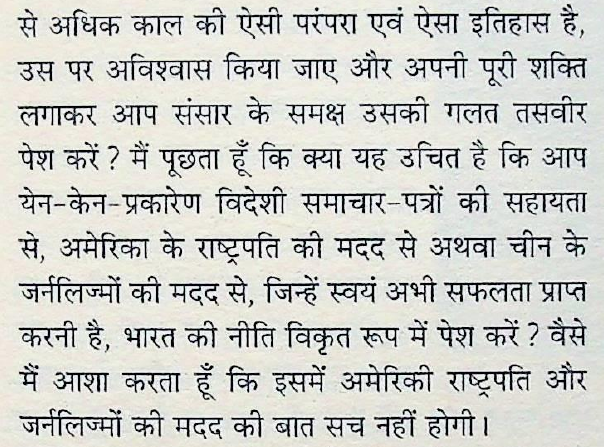 से अधिक काल की ऐसी परंपरा एवं ऐसा इतिहास है,
उस पर अविश्वास किया जाए और अपनी पूरी शक्ति
लगाकर आप संसार के समक्ष उसकी गलत तसवीर
पेश करें? मैं पूछता हूँ कि क्या यह उचित है कि आप
येन-केन-प्रकारेण विदेशी समाचार-पत्रों की सहायता
से, अमेरिका के राष्ट्रपति की मदद से अथवा चीन के
जर्नलिज्मों की मदद से, जिन्हें स्वयं अभी सफलता प्राप्त
करनी है, भारत की नीति विकृत रूप में पेश करें? वैसे
मैं आशा करता हूँ कि इसमें अमेरिकी राष्ट्रपति और
जर्नलिज्मों की मदद की बात सच नहीं होगी।